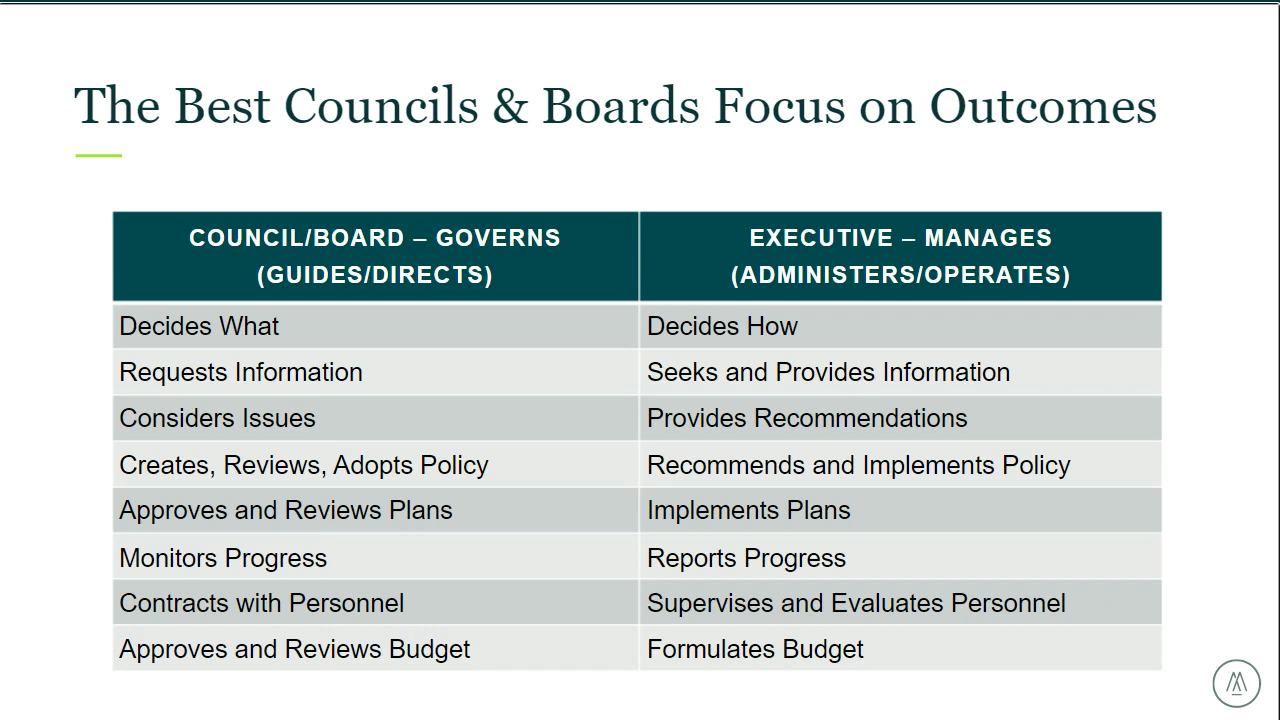 The Best Councils & Boards Focus on Outcomes
COUNCIL/BOARD – GOVERNS
(GUIDES/DIRECTS)
EXECUTIVE – MANAGES
(ADMINISTERS/OPERATES)
Decides What
Decides How
Requests Information
Seeks and Provides Information
Considers Issues
Provides Recommendations
Creates, Reviews, Adopts Policy
Recommends and Implements Policy
Approves and Reviews Plans
Implements Plans
Monitors Progress
Reports Progress
Contracts with Personnel
Supervises and Evaluates Personnel
Approves and Reviews Budget
Formulates Budget